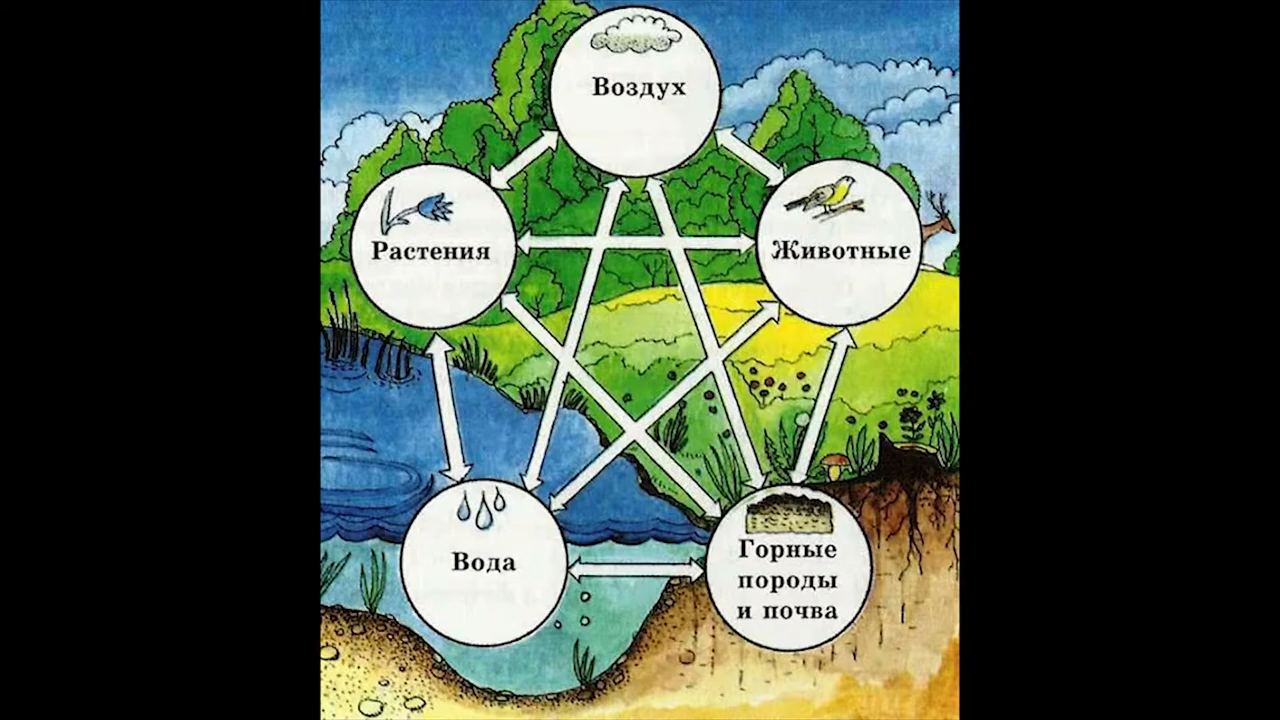 Воздух
Растения
Животные
Вода
Горные
породы
и почва